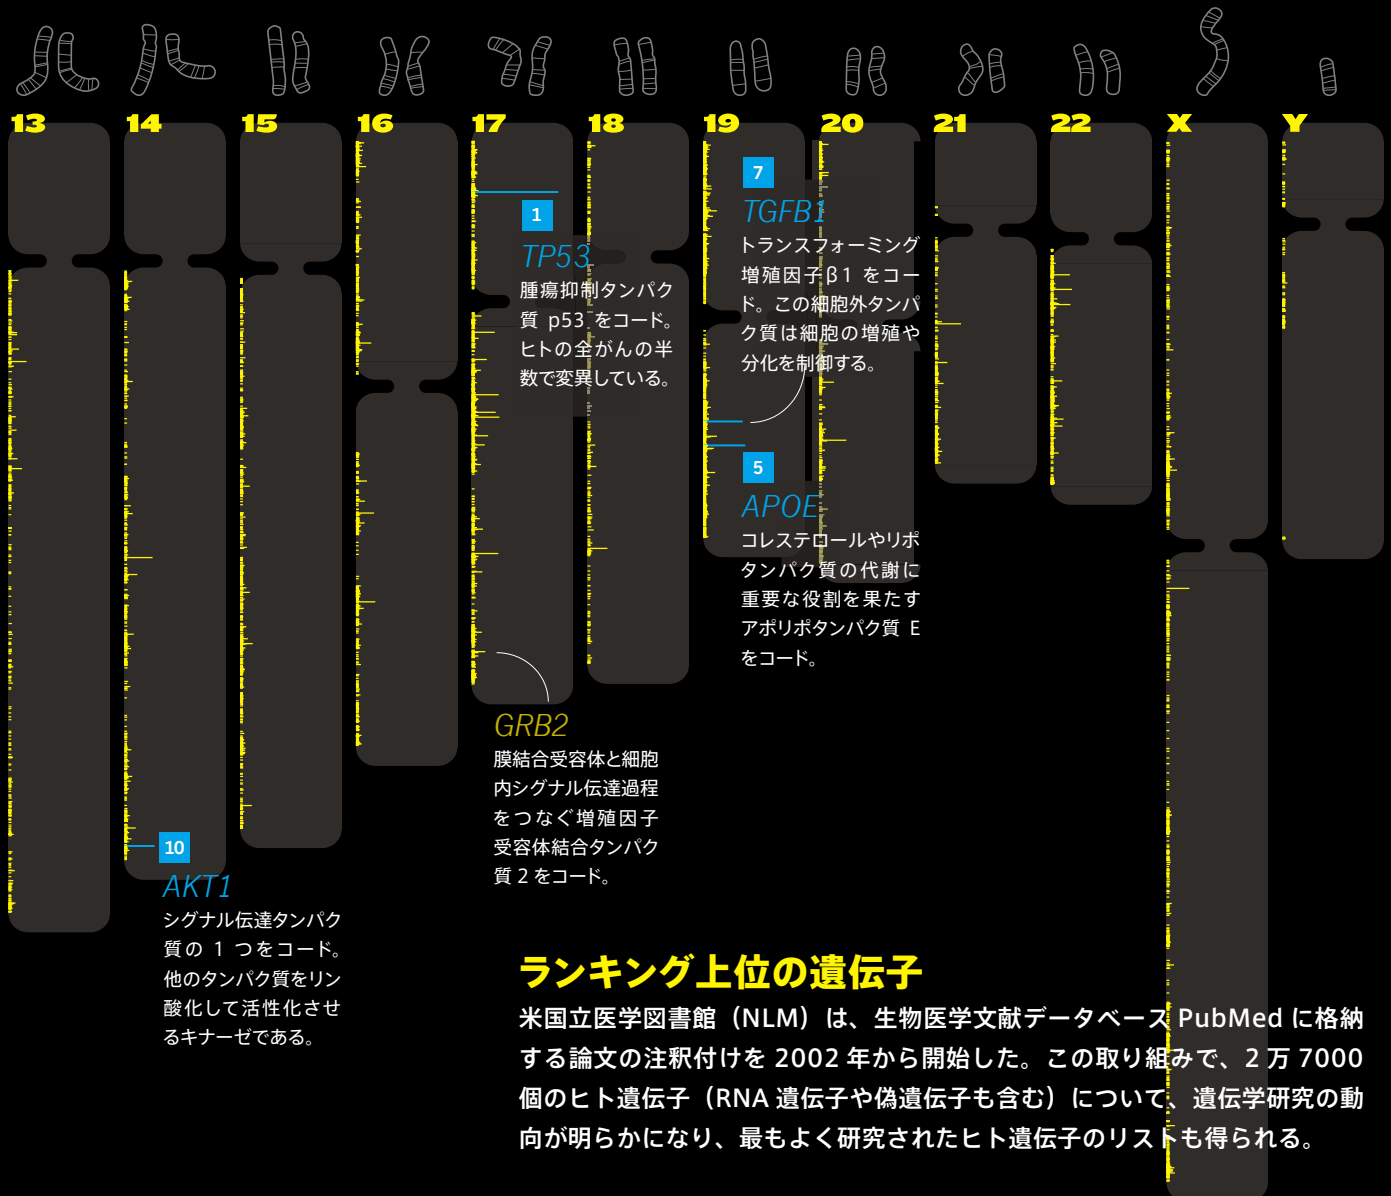 13 14 15 16 17 18 19 20 21 22 X Y
1
TP53
腫瘍抑制タンパク
質 p53 をコード。
ヒトの全がんの半
数で変異している。
7
TGFB1
トランスフォーミング
増殖因子β1 をコー
ド。この細胞外タンパ
ク質は細胞の増殖や
分化を制御する。
5
APOE
コレステロールやリポ
タンパク質の代謝に
重要な役割を果たす
アポリポタンパク質 E
をコード。
GRB2
膜結合受容体と細胞
内シグナル伝達過程
をつなぐ増殖因子
受容体結合タンパク
質 2 をコード。
10
AKT1
シグナル伝達タンパク
質の 1 つをコード。
他のタンパク質をリン
酸化して活性化させ
るキナーゼである。
ランキング上位の遺伝子
米国立医学図書館（NLM）は、生物医学文献データベース PubMed に格納
する論文の注釈付けを 2002 年から開始した。この取り組みで、2 万 7000
個のヒト遺伝子（RNA 遺伝子や偽遺伝子も含む）について、遺伝学研究の動
向が明らかになり、最もよく研究されたヒト遺伝子のリストも得られる。